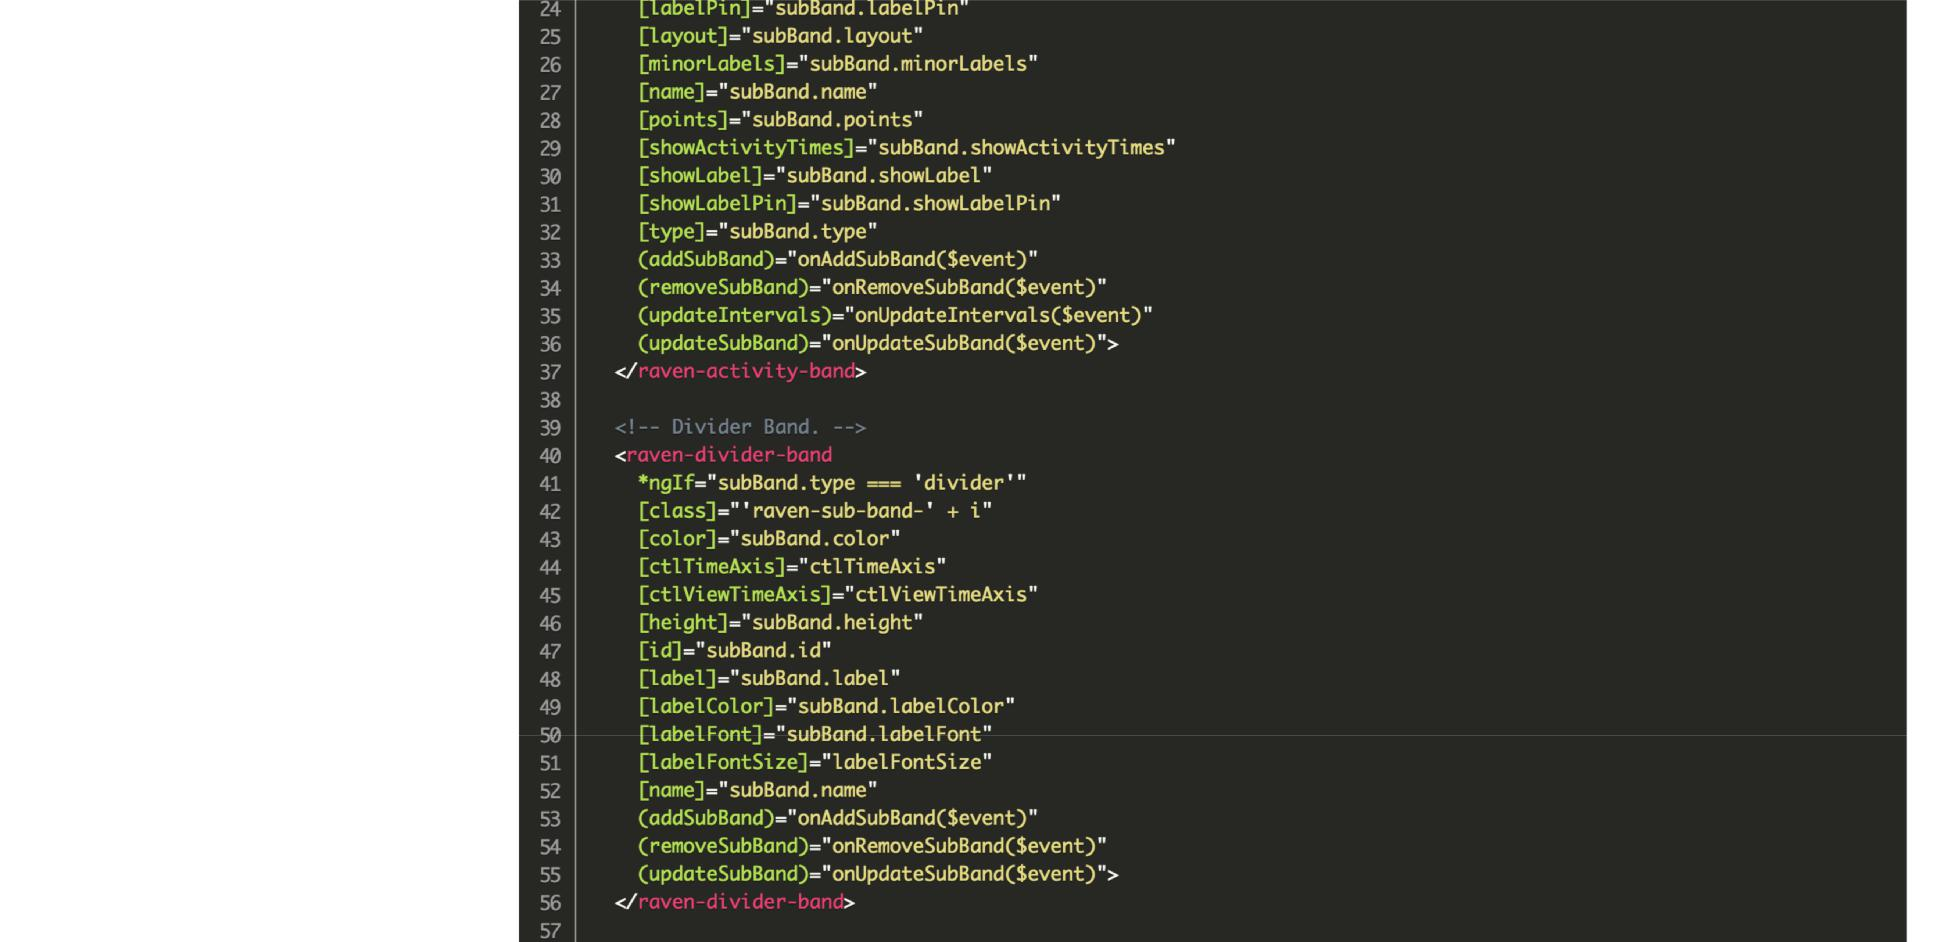 24 [labelPin]="subBand.labelPin"
25 [layout]="subBand.layout"
26 [minorLabels]="subBand.minorLabels"
27 [name]="subBand.name"
28 [points]="subBand.points"
29 [showActivityTimes]="subBand.showActivityTimes"
30 [showLabel]="subBand.showLabel"
31 [showLabelPin]="subBand.showLabelPin"
32 [type]="subBand.type"
33 (addSubBand)="onAddSubBand($event)"
34 (removeSubBand)="onRemoveSubBand($event)"
35 (updateIntervals)="onUpdateIntervals($event)"
36 (updateSubBand)="onUpdateSubBand($event)">
37 </raven-activity-band>
38
39 <!-- Divider Band. -->
40 <raven-divider-band
41 *ngIf="subBand.type === 'divider'"
42 [class]="'raven-sub-band-' + i"
43 [color]="subBand.color"
44 [ctlTimeAxis]="ctlTimeAxis"
45 [ctlViewTimeAxis]="ctlViewTimeAxis"
46 [height]="subBand.height"
47 [id]="subBand.id"
48 [label]="subBand.label"
49 [labelColor]="subBand.labelColor"
50 [labelFont]="subBand.labelFont"
51 [labelFontSize]="labelFontSize"
52 [name]="subBand.name"
53 (addSubBand)="onAddSubBand($event)"
54 (removeSubBand)="onRemoveSubBand($event)"
55 (updateSubBand)="onUpdateSubBand($event)">
56 </raven-divider-band>
57